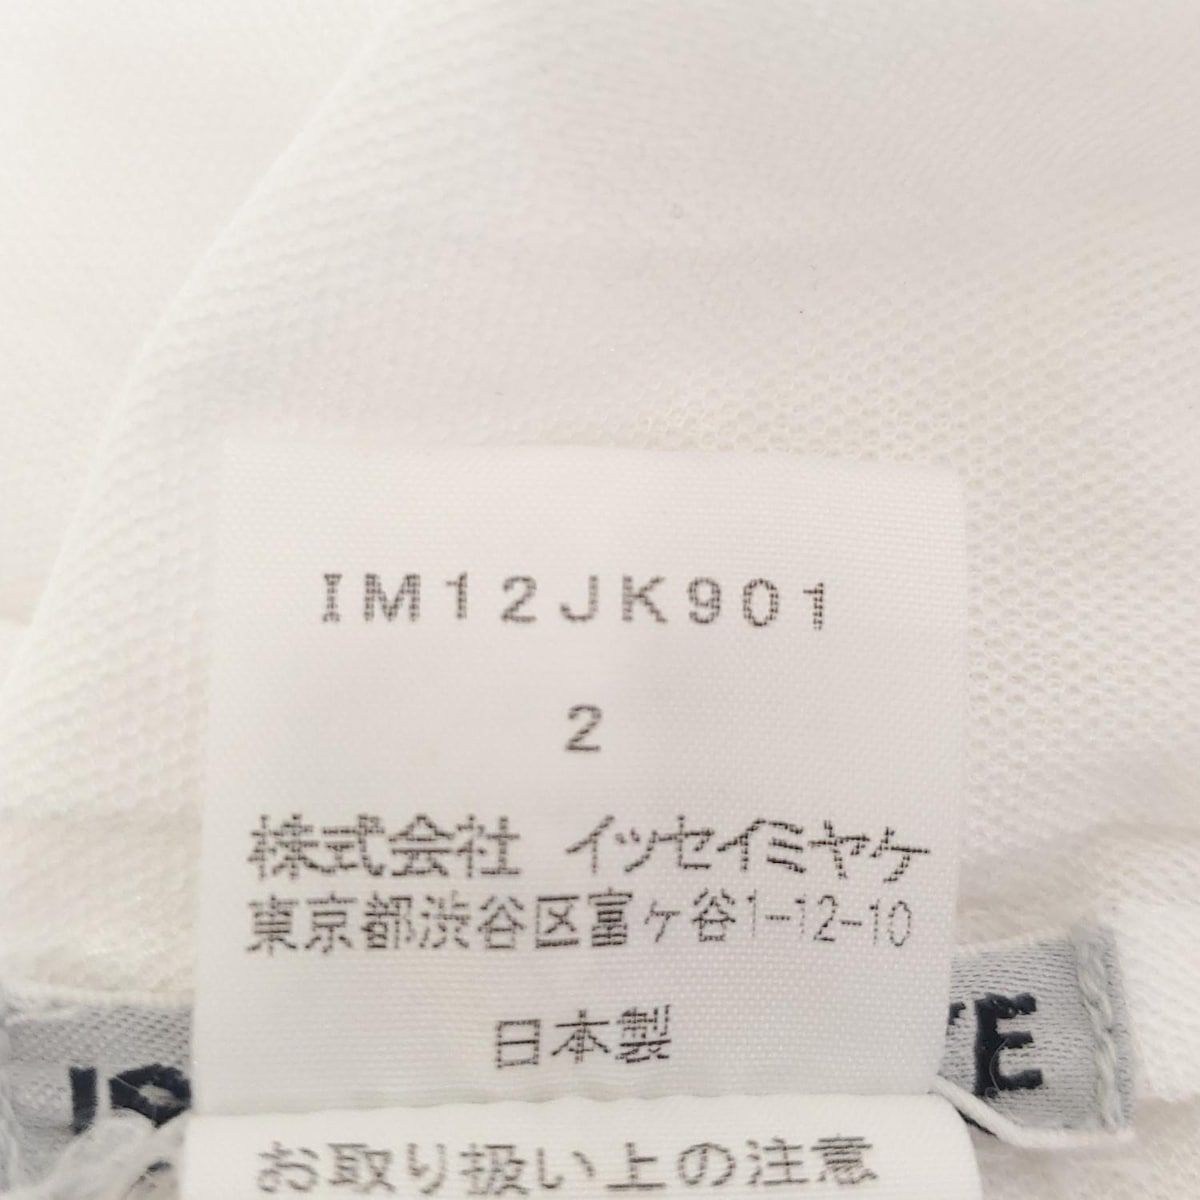 IM12JK901
2
株式会社 イッセイミヤケ
東京都渋谷区富ケ谷1-12-10
日本製
お取り扱い上の注意